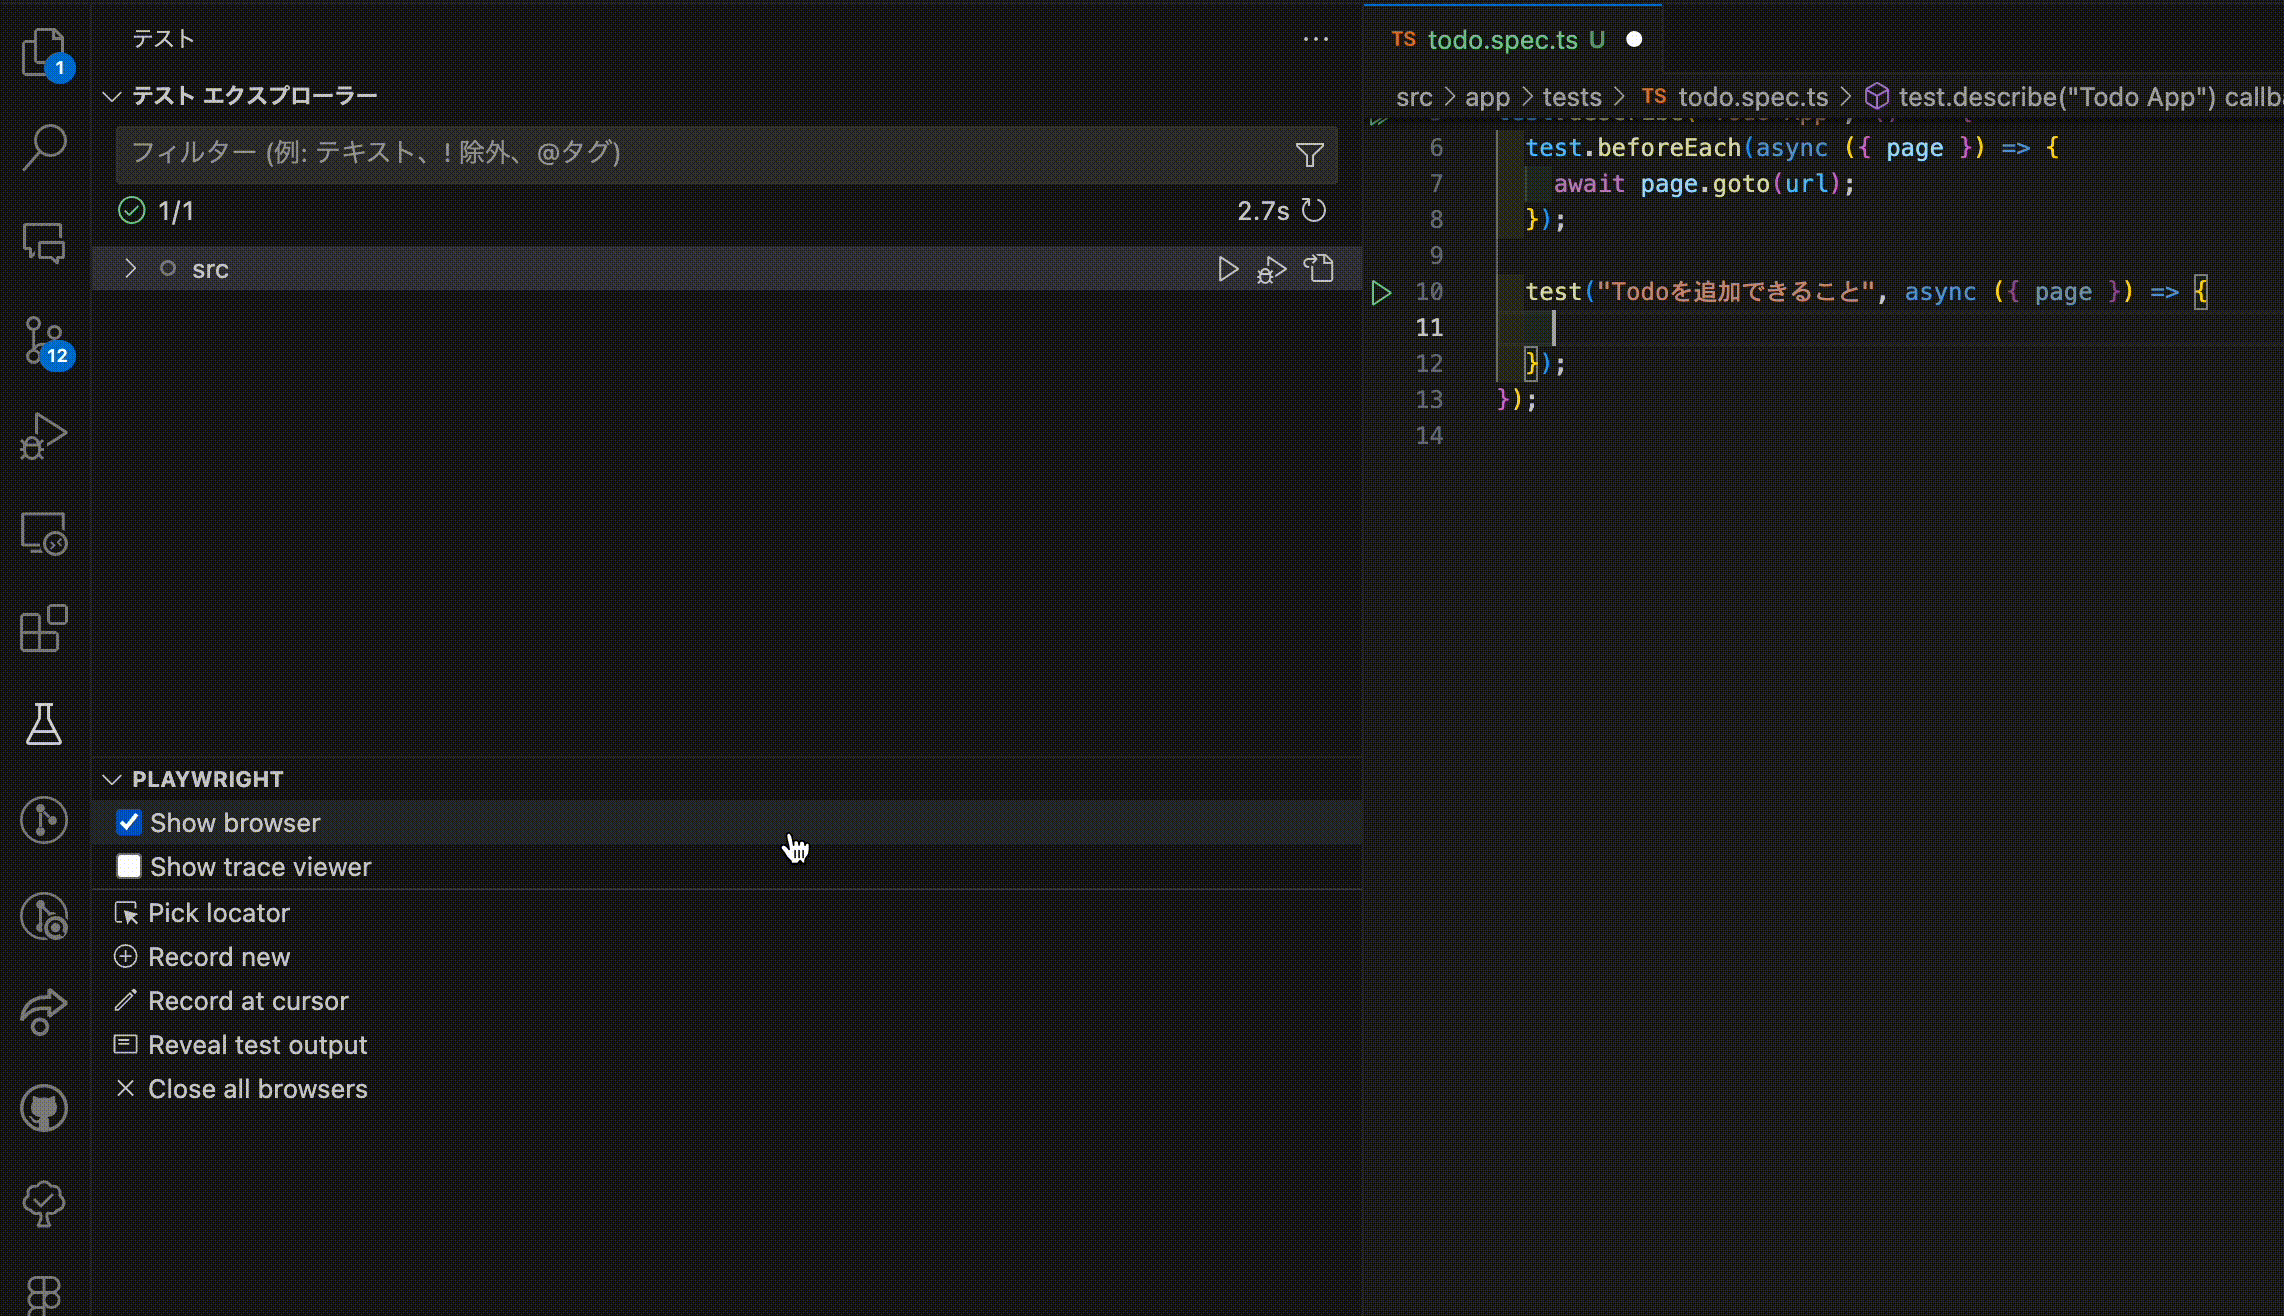 テスト
テスト エクスプローラー
フィルター (例: テキスト、! 除外、@タグ)
1/1
2.7s
src
PLAYWRIGHT
Show browser
Show trace viewer
Pick locator
Record new
Record at cursor
Reveal test output
Close all browsers
1
12
TS todo.spec.ts U
src > app > tests > TS todo.spec.ts > test.describe("Todo App")
6 test.beforeEach(async ({ page }) => {
7 await page.goto(url);
8 });
9
10 test("Todoを追加できること", async ({ page }) => {
11
12 });
13 });
14